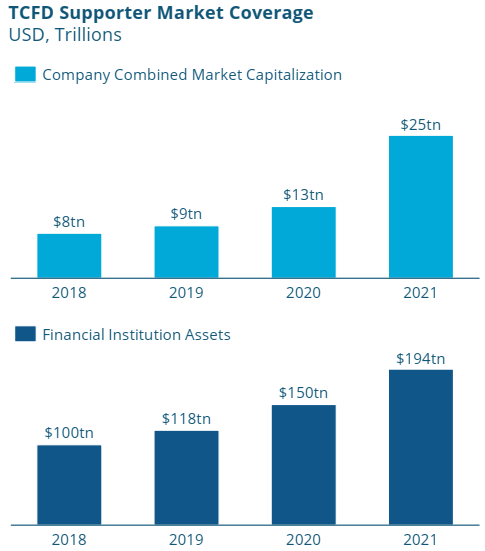 TCFD Supporter Market Coverage
USD, Trillions
Company Combined Market Capitalization
$8tn
$9tn
$13tn
$25tn
2018
2019
2020
2021
Financial Institution Assets
$100tn
$118tn
$150tn
$194tn
2018
2019
2020
2021